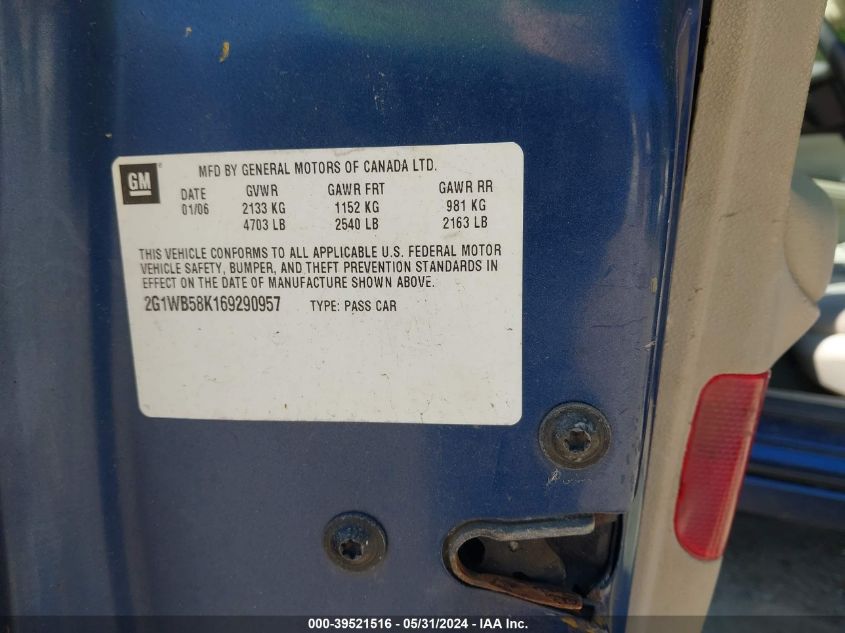 GM
MFD BY GENERAL MOTORS OF CANADA LTD.
DATE GVWR GAWR FRT GAWR RR
01/06 2133 KG 1152 KG 981 KG
4703 LB 2540 LB 2163 LB
THIS VEHICLE CONFORMS TO ALL APPLICABLE U.S. FEDERAL MOTOR
VEHICLE SAFETY, BUMPER, AND THEFT PREVENTION STANDARDS IN
EFFECT ON THE DATE OF MANUFACTURE SHOWN ABOVE.
2G1WB58K169290957 TYPE: PASS CAR
000-39521516 - 05/31/2024 - IAA Inc.